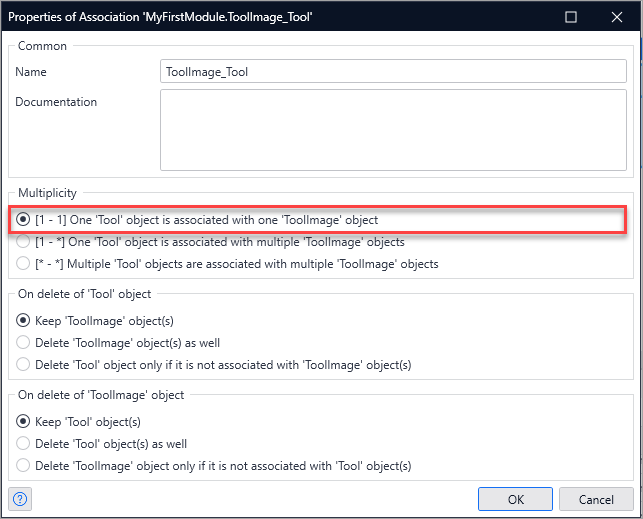 Properties of Association 'MyFirstModule.ToolImage_Tool'
Common
Name
ToolImage_Tool
Documentation
Multiplicity
[1 - 1] One 'Tool' object is associated with one 'ToolImage' object
[1 - *] One 'Tool' object is associated with multiple 'ToolImage' objects
[* - *] Multiple 'Tool' objects are associated with multiple 'ToolImage' objects
On delete of 'Tool' object
Keep 'ToolImage' object(s)
Delete 'ToolImage' object(s) as well
Delete 'Tool' object only if it is not associated with 'ToolImage' object(s)
On delete of 'ToolImage' object
Keep 'Tool' object(s)
Delete 'Tool' object(s) as well
Delete 'ToolImage' object only if it is not associated with 'Tool' object(s)
? OK Cancel